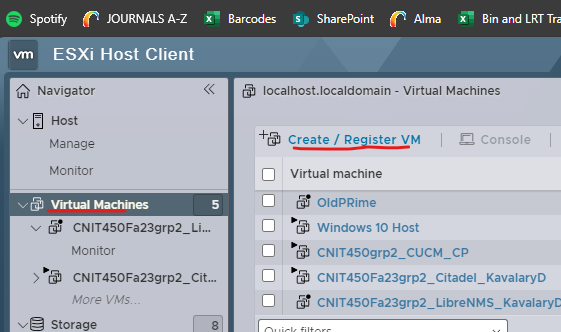 Spotify JOURNALS A-Z Barcodes SharePoint Alma Bin and LRT Tra
vm ESXi Host Client
Navigator
Host
Manage
Monitor
Virtual Machines 5
CNIT450Fa23grp2_Li...
Monitor
CNIT450Fa23grp2_Cit...
More VMs...
Storage 8
localhost.localdomain - Virtual Machines
Create / Register VM Console
Virtual machine
OldPRime
Windows 10 Host
CNIT450grp2_CUCM_CP
CNIT450Fa23grp2_Citadel_KavalaryD
CNIT450Fa23grp2_LibreNMS_KavalaryD
Quick filters...